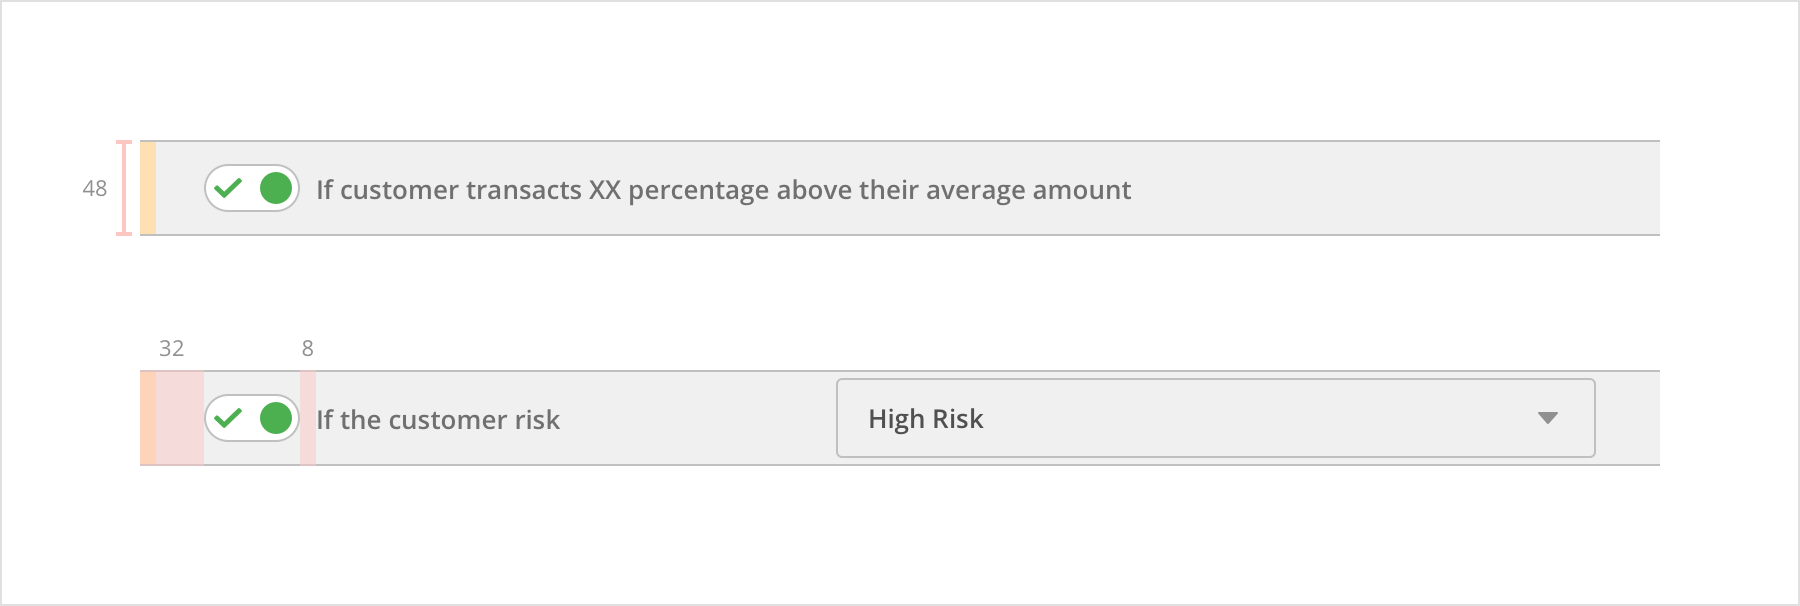 48
If customer transacts XX percentage above their average amount
32
8
If the customer risk
High Risk